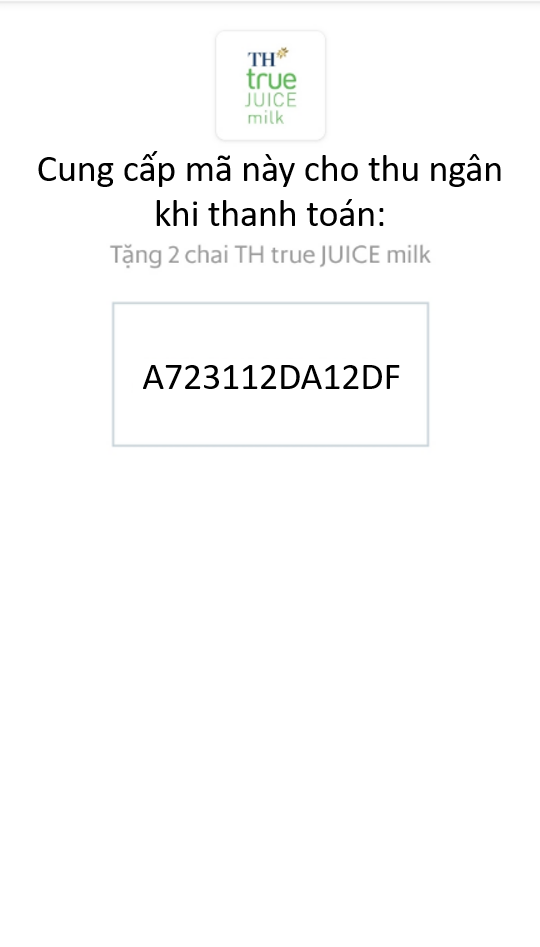 TH
true
JUICE
milk
Cung cấp mã này cho thu ngân
khi thanh toán:
Tặng 2 chai TH true JUICE milk
A723112DA12DF